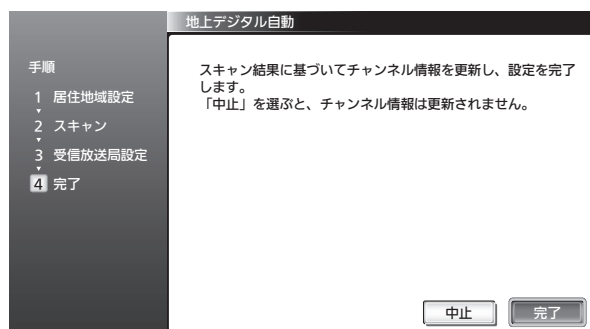 地上デジタル自動
手順
1 居住地域設定
2 スキャン
3 受信放送局設定
4 完了
スキャン結果に基づいてチャンネル情報を更新し、設定を完了
します。
「中止」を選ぶと、チャンネル情報は更新されません。
中止
完了